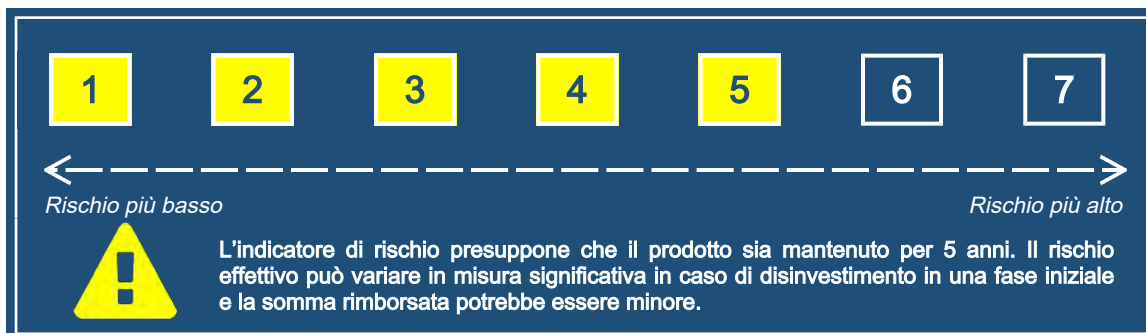 1 2 3 4 5 6 7
Rischio più basso Rischio più alto
L'indicatore di rischio presuppone che il prodotto sia mantenuto per 5 anni. Il rischio
effettivo può variare in misura significativa in caso di disinvestimento in una fase iniziale
e la somma rimborsata potrebbe essere minore.